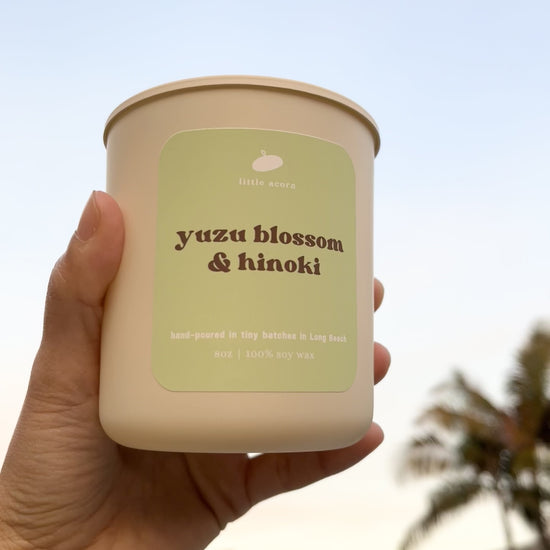 little acorn
yuzu blossom
& hinoki
hand-poured in tiny batches in Long Beach
8oz | 100% soy wax